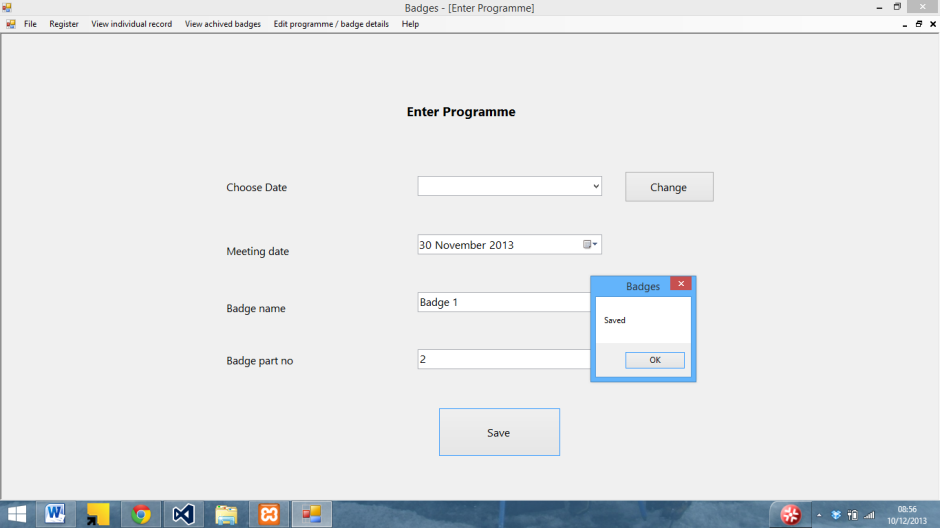 Badges - [Enter Programme]
File Register View individual record View achived badges Edit programme / badge details Help
Enter Programme
Choose Date
Change
Meeting date
30 November 2013
Badges
Badge name
Badge 1
Saved
OK
Badge part no
2
Save
08:56
10/12/2013